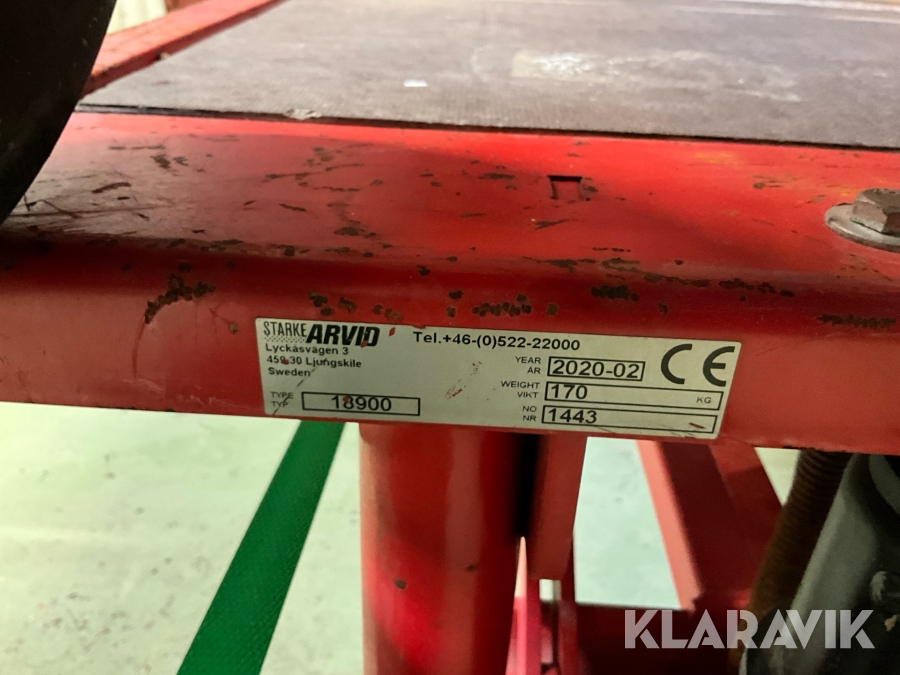 STARKE ARVID
Lyckåsvägen 3
459 30 Ljungskile
Sweden
Tel.+46-(0)522-22000
YEAR
ÅR
2020-02
CE
WEIGHT
VIKT
170
KG
TYPE
TYP
18900
NO
NR
1443
KLARAVIK